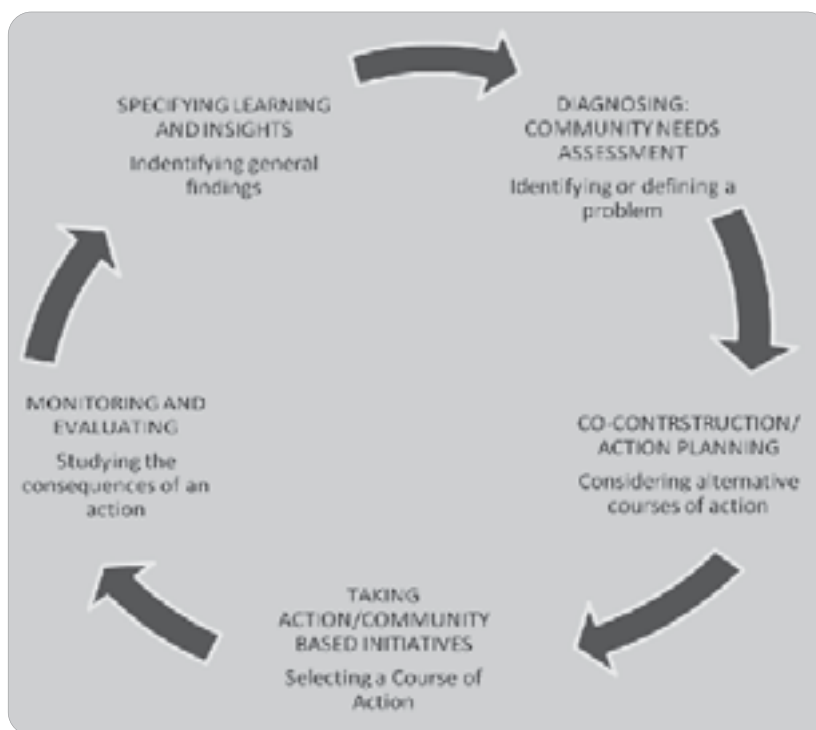 SPECIFYING LEARNING
AND INSIGHTS
Indentifying general
findings
DIAGNOSING:
COMMUNITY NEEDS
ASSESSMENT
Identifying or defining a
problem
CO-CONTRSTRUCTION/
ACTION PLANNING
Considering alternative
courses of action
TAKING
ACTION/COMMUNITY
BASED INITIATIVES
Selecting a Course of
Action
MONITORING AND
EVALUATING
Studying the
consequences of an
action